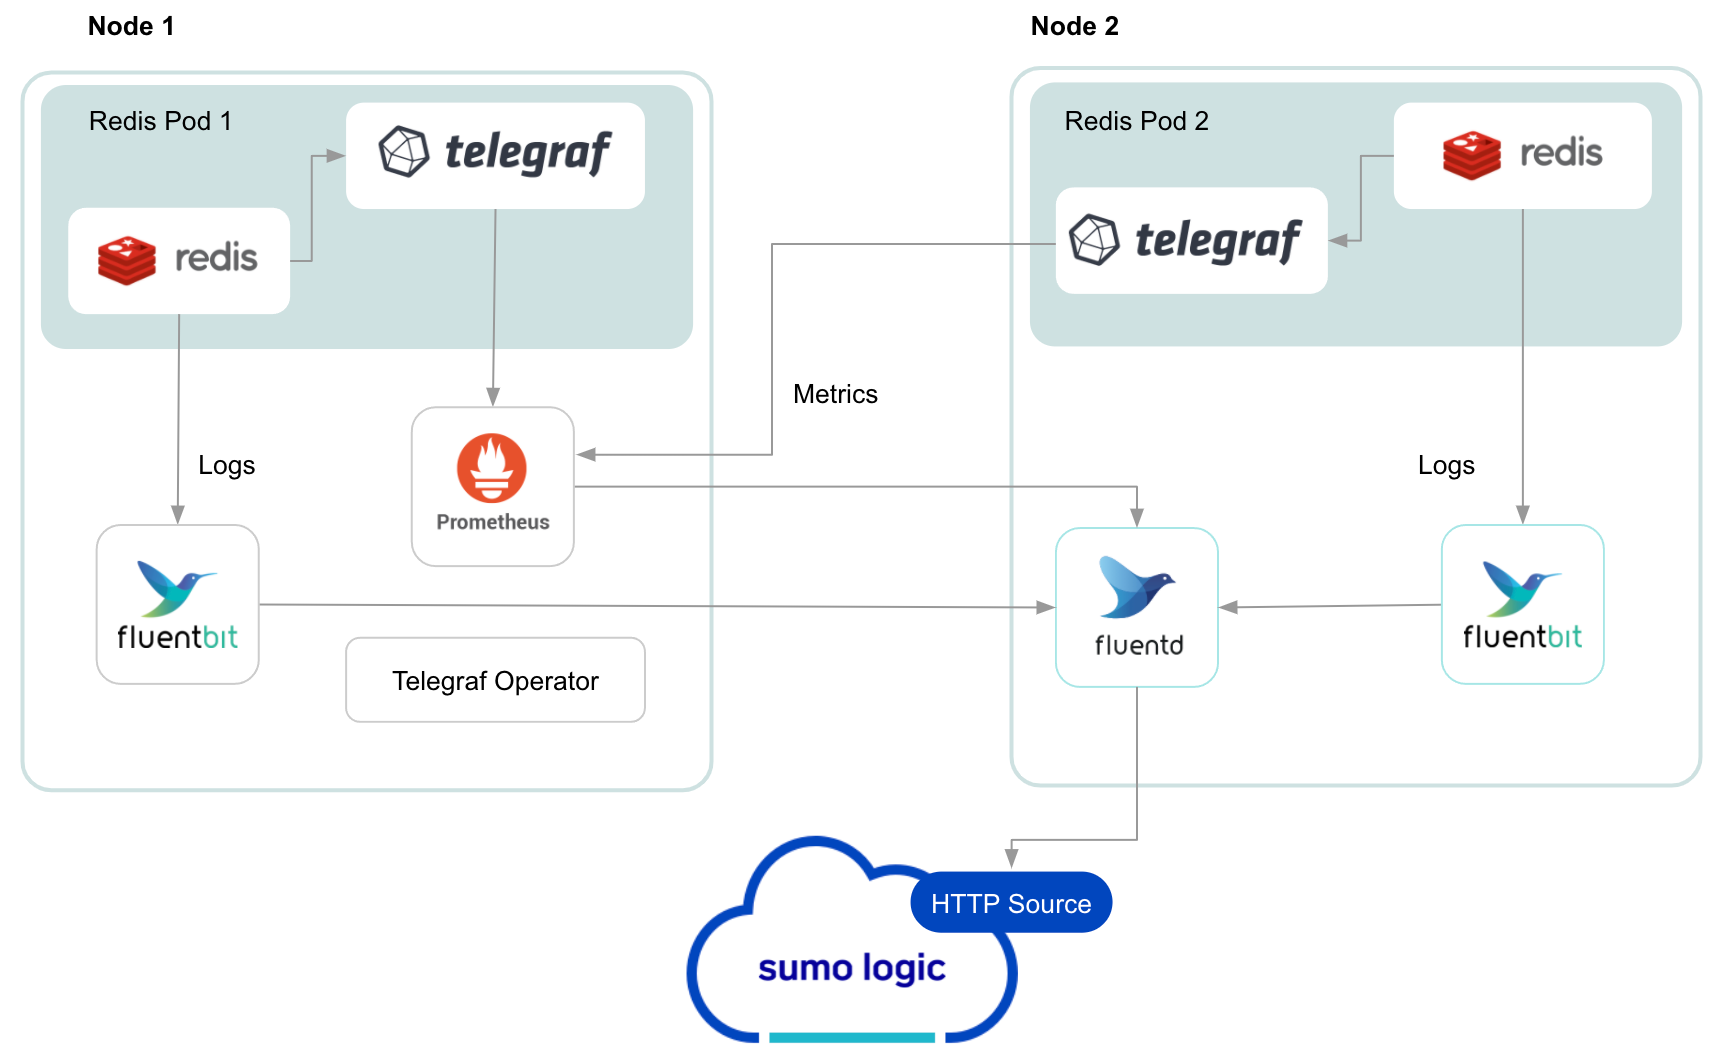 Node 1
Node 2
Redis Pod 1
telegraf
redis
Redis Pod 2
redis
telegraf
Metrics
Logs
Logs
Prometheus
fluentbit
fluentd
fluentbit
Telegraf Operator
HTTP Source
sumo logic